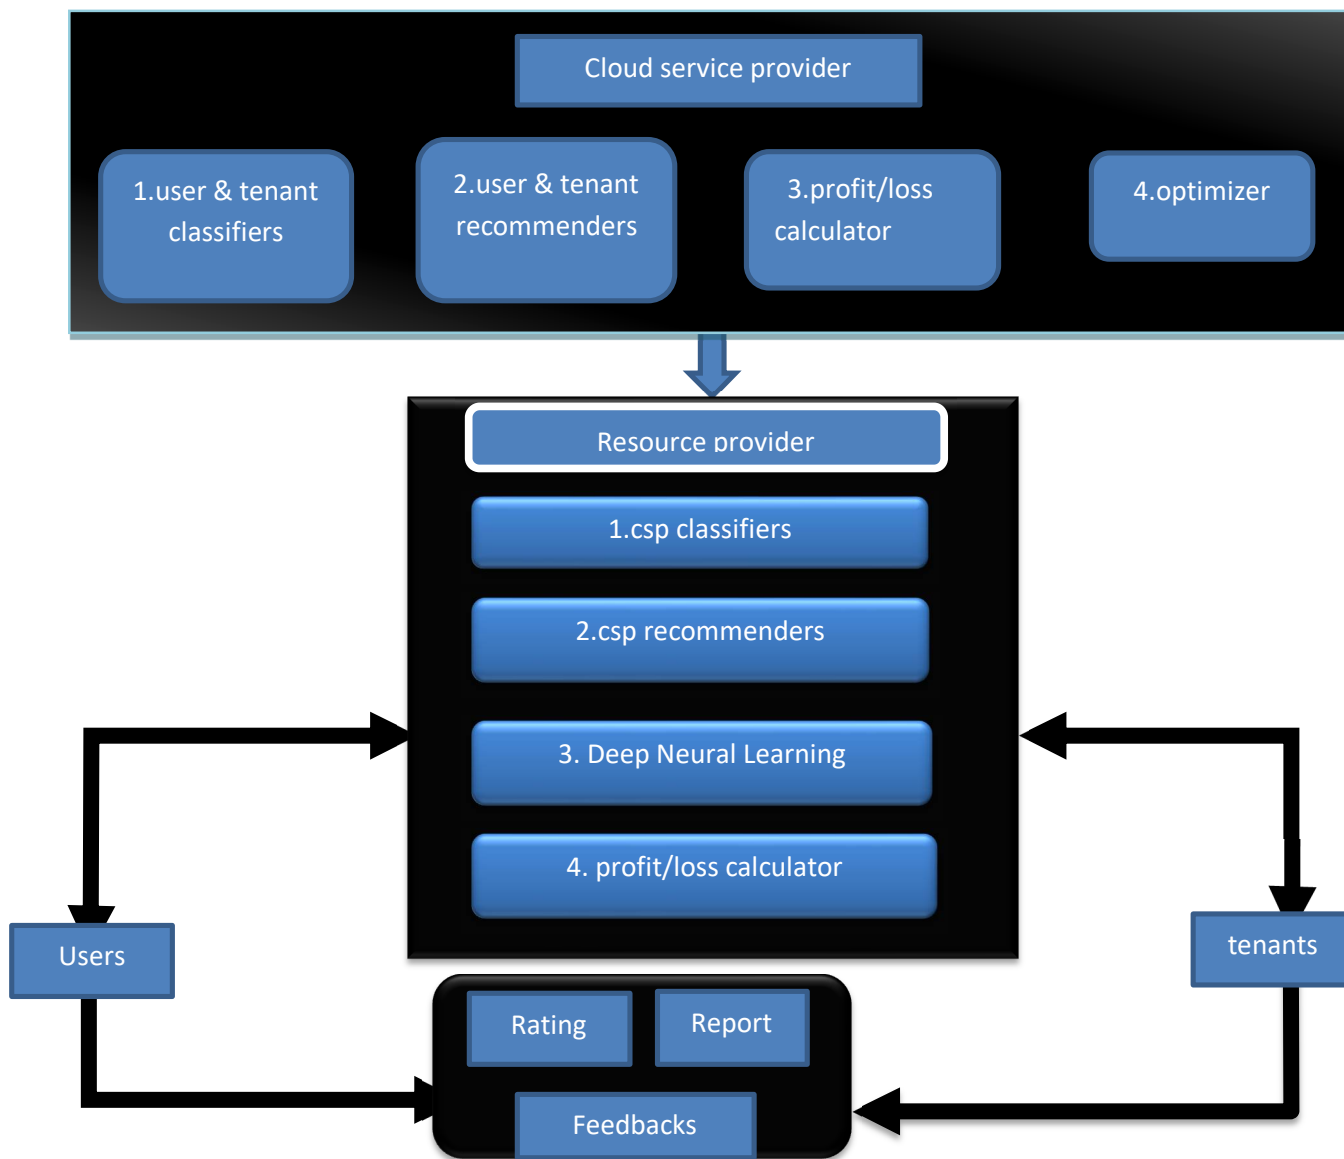 Cloud service provider
1.user & tenant
classifiers
2.user & tenant
recommenders
3.profit/loss
calculator
4.optimizer
Resource provider
1.csp classifiers
2.csp recommenders
3. Deep Neural Learning
4. profit/loss calculator
Users
tenants
Rating
Report
Feedbacks